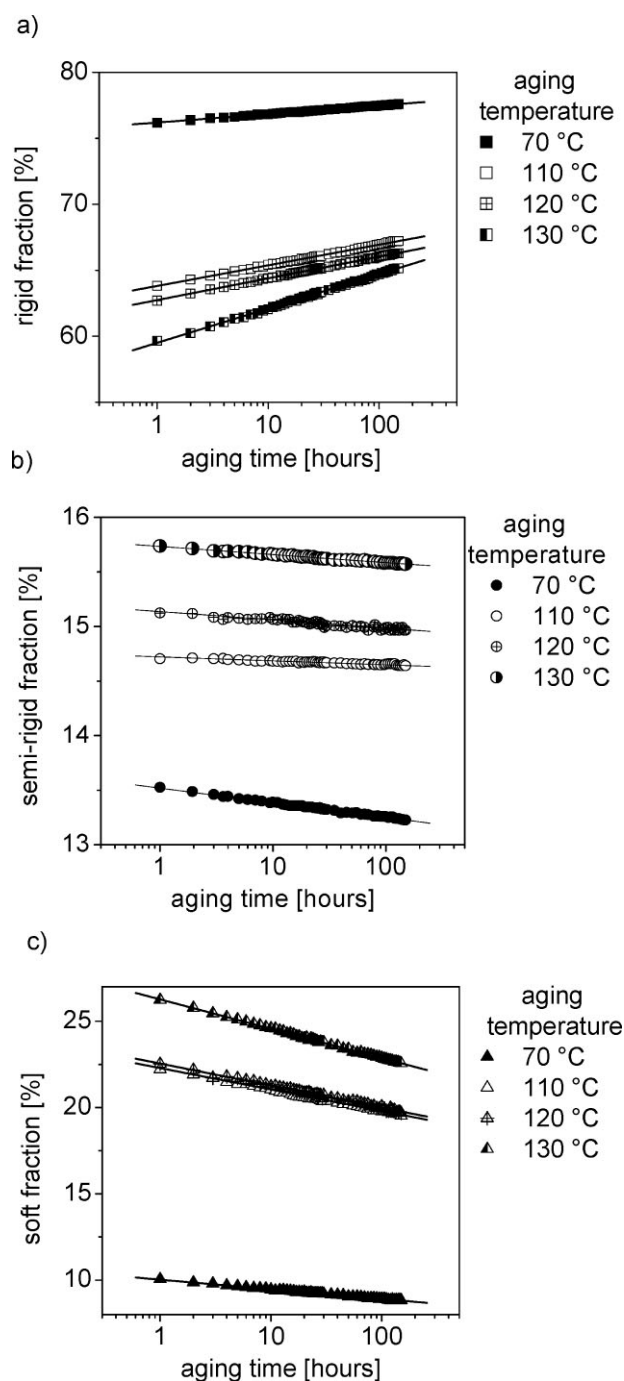 a)
80
70
60
rigid fraction [%]
1
10
100
aging time [hours]
aging
temperature
70 °C
110 °C
120 °C
130 °C
b)
16
15
14
13
semi-rigid fraction [%]
1
10
100
aging time [hours]
aging
temperature
70 °C
110 °C
120 °C
130 °C
c)
25
20
15
10
soft fraction [%]
1
10
100
aging time [hours]
aging
temperature
70 °C
110 °C
120 °C
130 °C